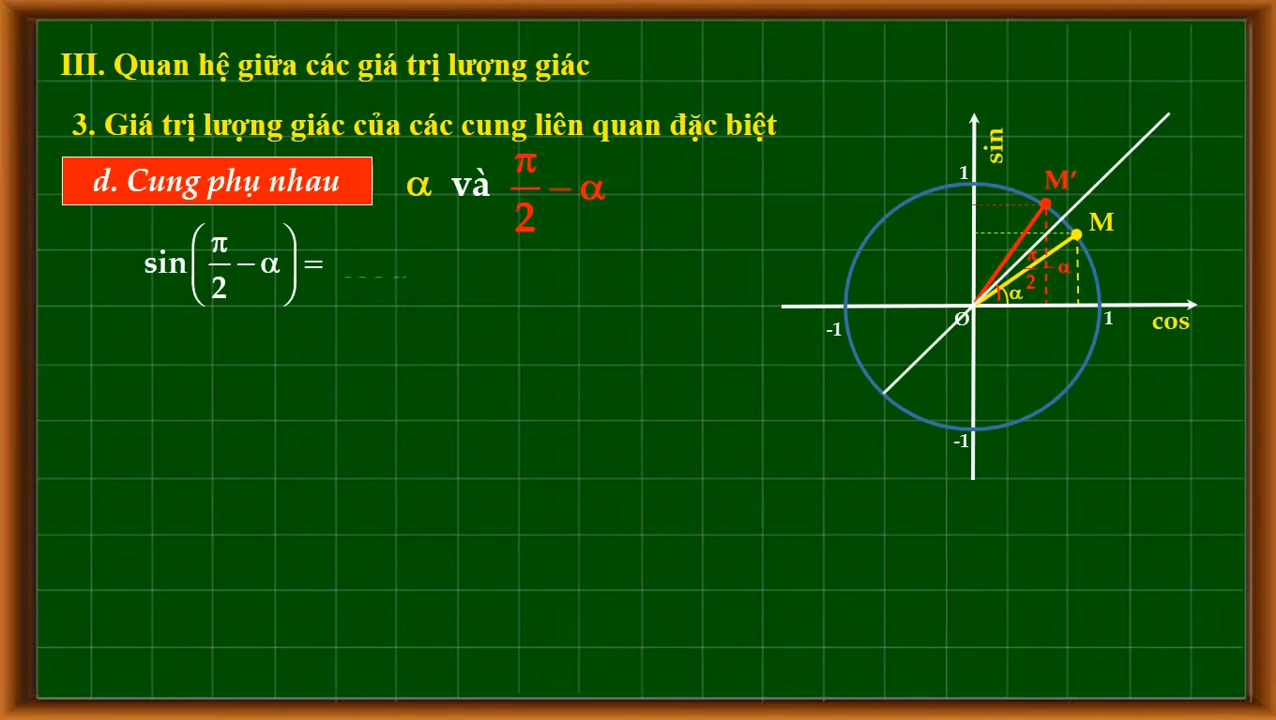 III. Quan hệ giữa các giá trị lượng giác
3. Giá trị lượng giác của các cung liên quan đặc biệt
d. Cung phụ nhau
α và π/2 − α
sin(π/2 − α) =
sin
1
M′
M
π/2 − α
α
O
-1
1
cos
-1